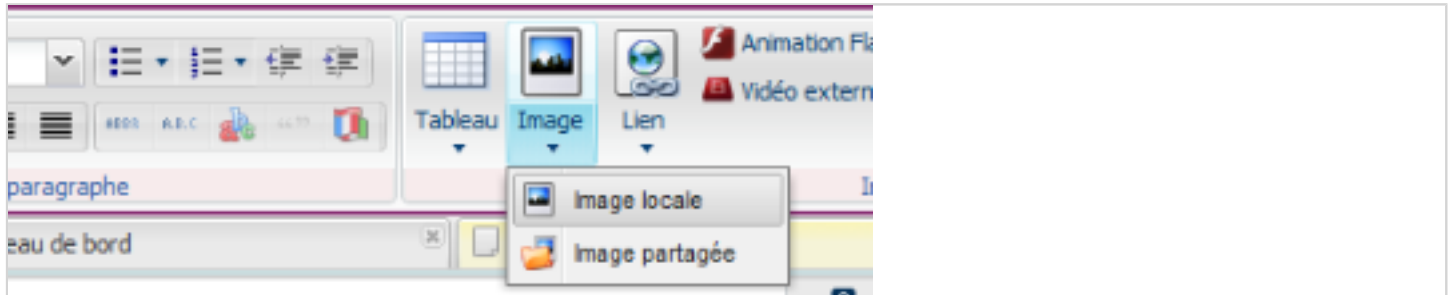 Animation Fla
Vidéo extern
Tableau
Image
Lien
paragraphe
Image locale
eau de bord
Image partagée